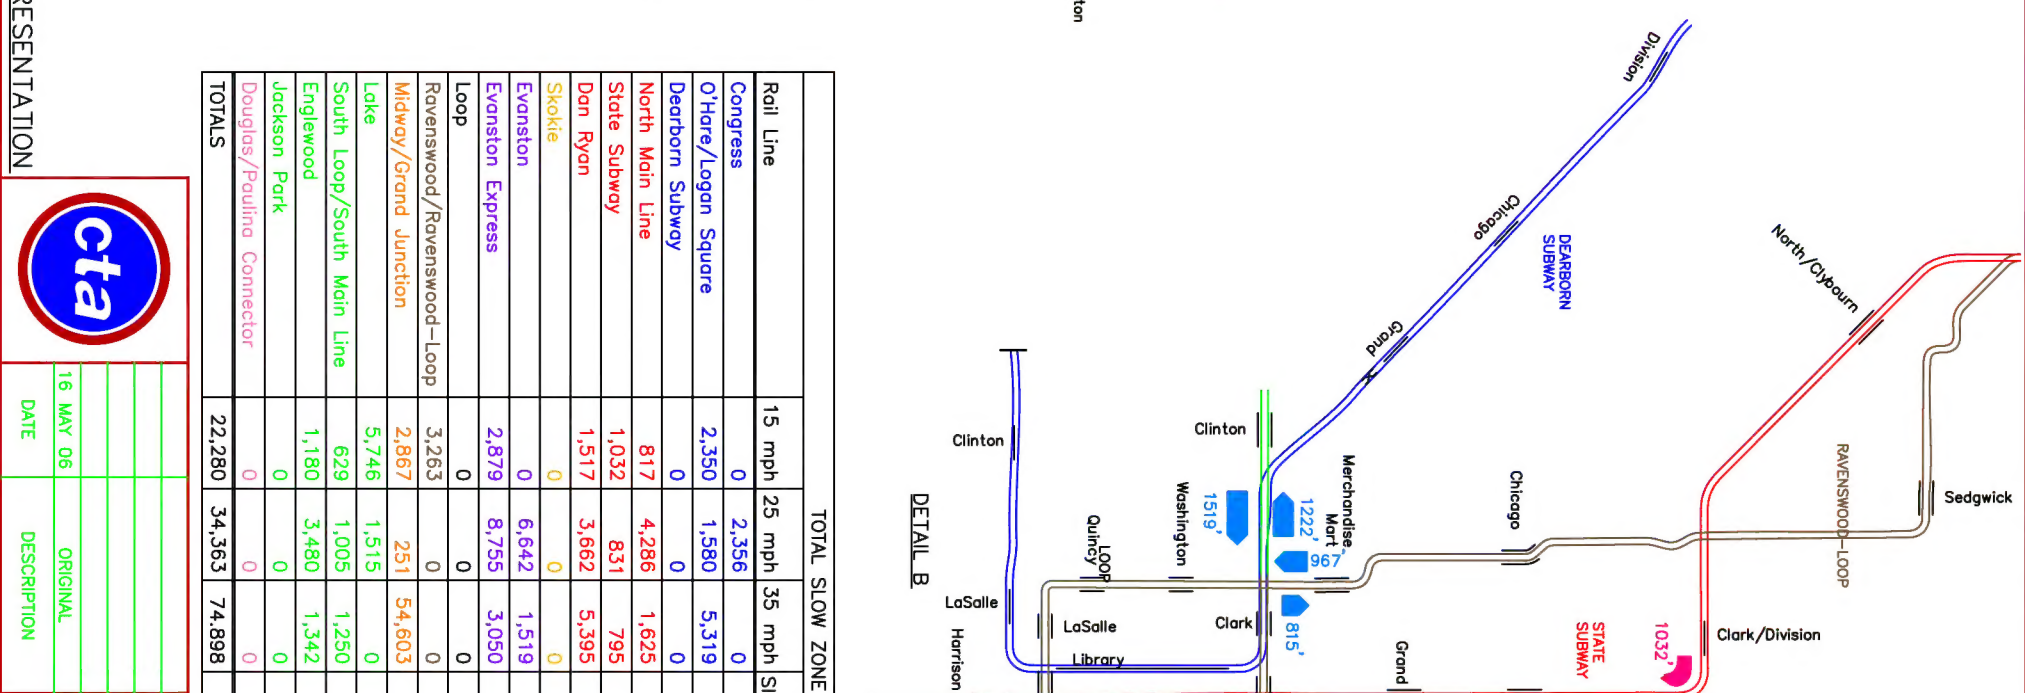 TOTAL SLOW ZONE
Rail Line 15 mph 25 mph 35 mph
Congress 0 2,356 0
O'Hare/Logan Square 2,350 1,580 5,319
Dearborn Subway 0 0 0
North Main Line 817 4,286 1,625
State Subway 1,032 831 795
Dan Ryan 1,517 3,662 5,395
Skokie 0 0 0
Evanston 0 6,642 1,519
Evanston Express 2,879 8,755 3,050
Loop 0 0 0
Ravenswood/Ravenswood-Loop 3,263 0 0
Midway/Grand Junction 2,867 251 54,603
Lake 5,746 1,515 0
South Loop/South Main Line 629 1,005 1,250
Englewood 1,180 3,480 1,342
Jackson Park 0 0 0
Douglas/Paulina Connector 0 0 0
TOTALS 22,280 34,363 74.898
RESENTATION
cta
16 MAY 06 ORIGINAL
DATE DESCRIPTION
ton
Division
Chicago
DEARBORN
SUBWAY
Grand
North/Clybourn
Clinton
Clinton
Merchandise
Mart
Washington
Quincy
LOOP
1519'
1222'
967'
815'
Chicago
RAVENSWOOD-LOOP
Sedgwick
DETAIL B
LaSalle
LaSalle
Harrison
Library
Clark
Grand
STATE
SUBWAY
1032'
Clark/Division